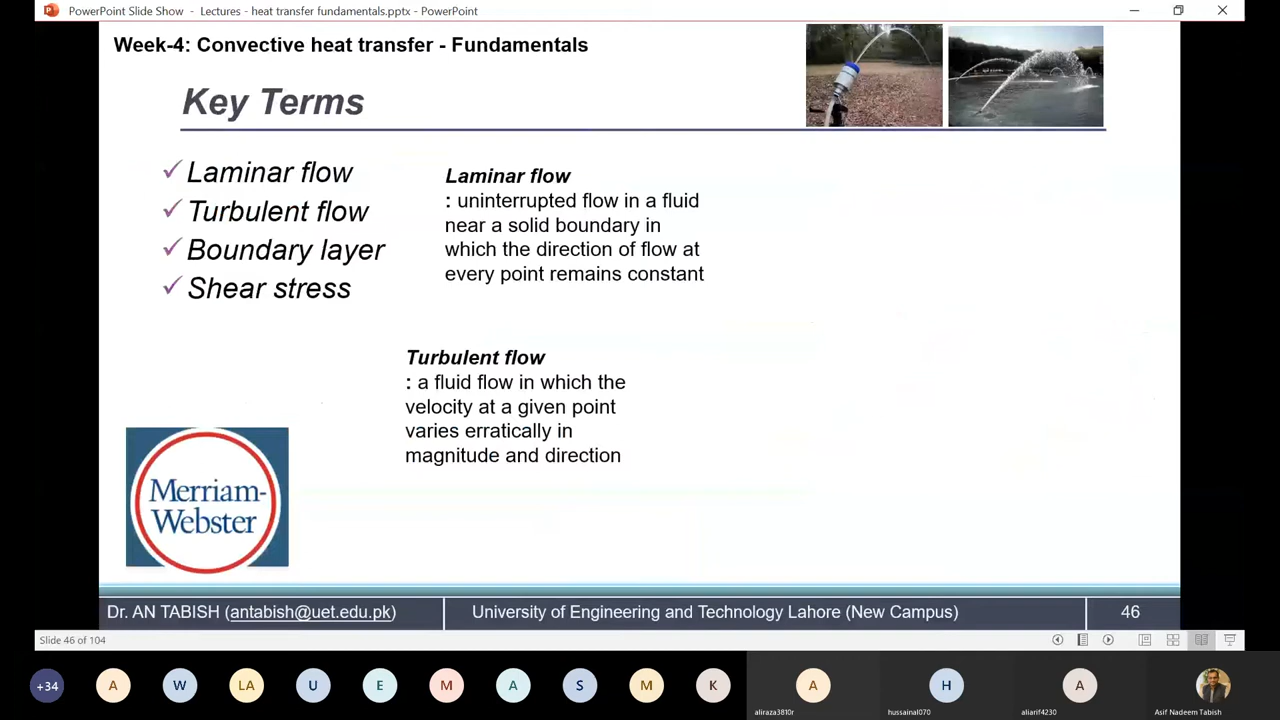 PowerPoint Slide Show - Lectures - heat transfer fundamentals.pptx - PowerPoint
Week-4: Convective heat transfer - Fundamentals
Key Terms
Laminar flow
Turbulent flow
Boundary layer
Shear stress
Laminar flow
: uninterrupted flow in a fluid
near a solid boundary in
which the direction of flow at
every point remains constant
Turbulent flow
: a fluid flow in which the
velocity at a given point
varies erratically in
magnitude and direction
Merriam-
Webster
Dr. AN TABISH (antabish@uet.edu.pk)
University of Engineering and Technology Lahore (New Campus)
46
Slide 46 of 104
+34
A
W
LA
U
E
M
A
S
M
K
A
H
A
aliraza3810r
hussainal070
aliarif4230
Asif Nadeem Tabish